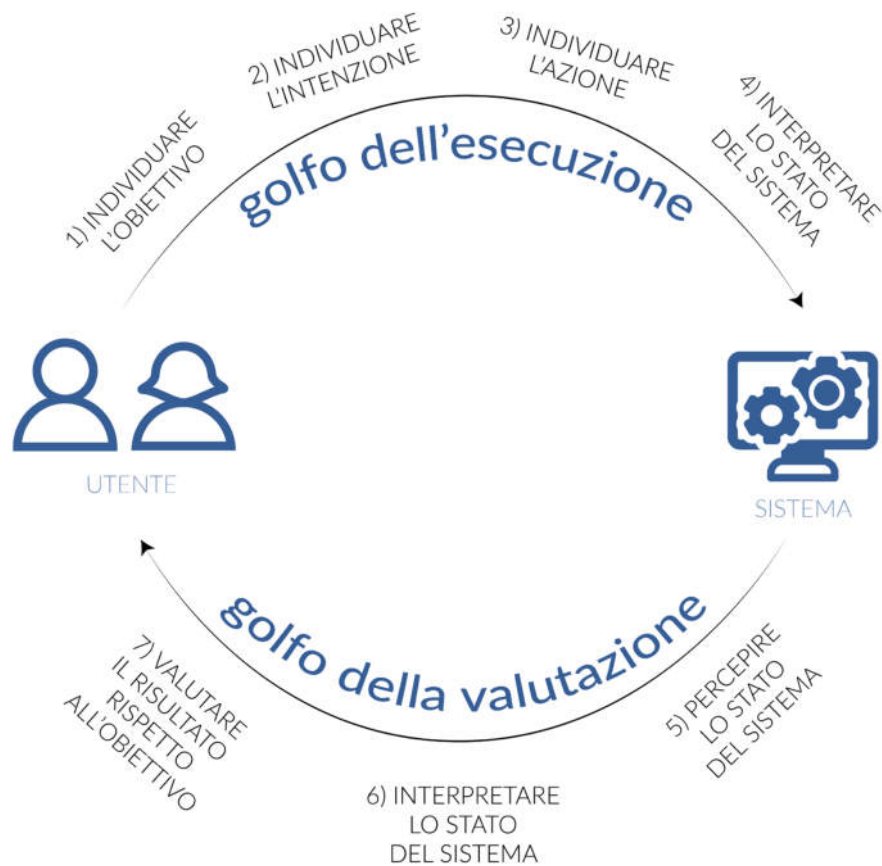 1) INDIVIDUARE
L'OBIETTIVO
2) INDIVIDUARE
L'INTENZIONE
3) INDIVIDUARE
L'AZIONE
4) INTERPRETARE
LO STATO
DEL SISTEMA
golfo dell'esecuzione
UTENTE
SISTEMA
golfo della valutazione
5) PERCEPIRE
LO STATO
DEL SISTEMA
6) INTERPRETARE
LO STATO
DEL SISTEMA
7) VALUTARE
IL RISULTATO
RISPETTO
ALL'OBIETTIVO